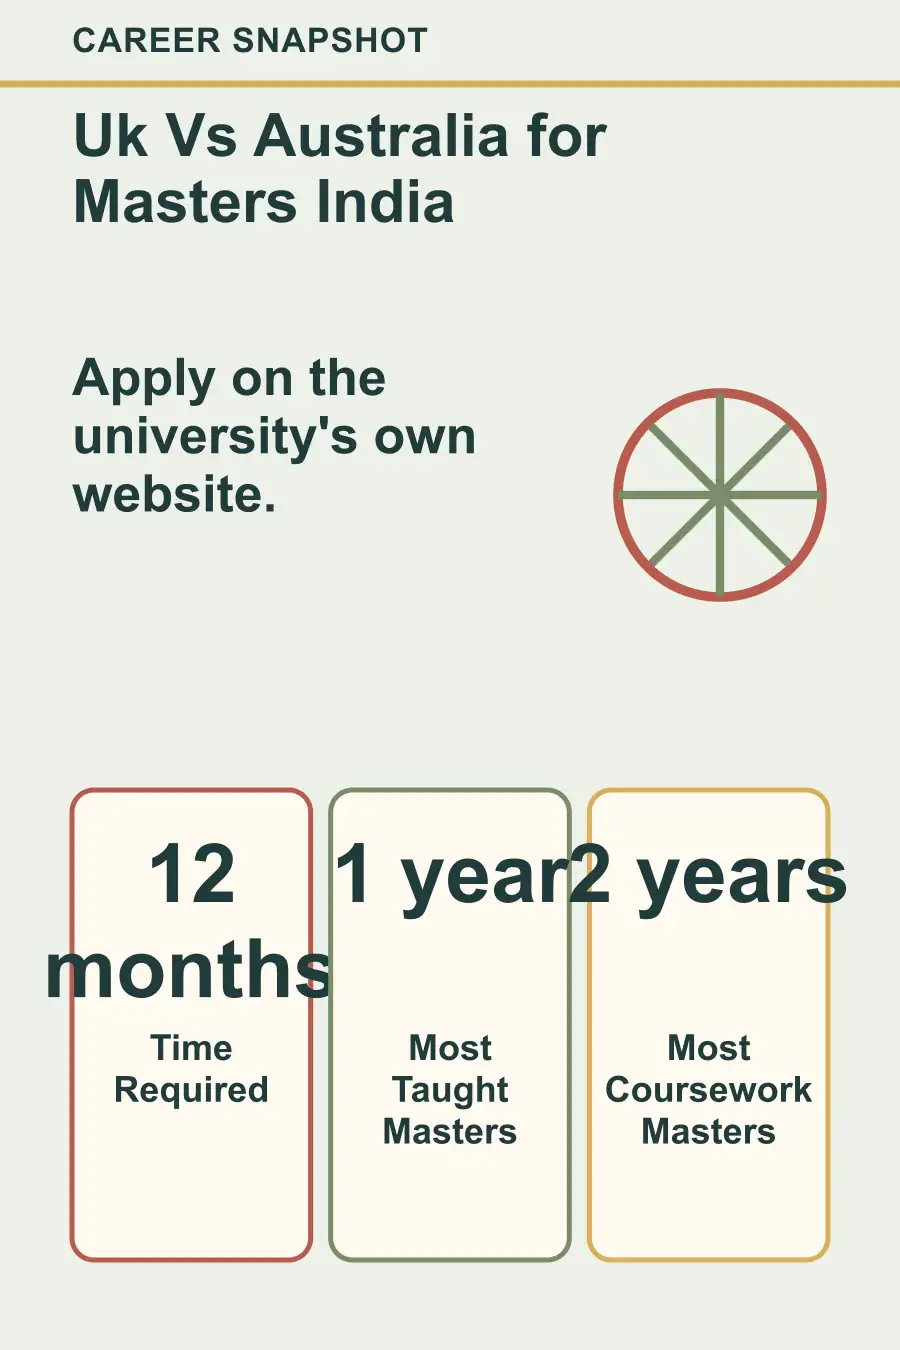 CAREER SNAPSHOT
Uk Vs Australia for
Masters India
Apply on the
university's own
website.
12
months
Time
Required
1 year
Most
Taught
Masters
2 years
Most
Coursework
Masters